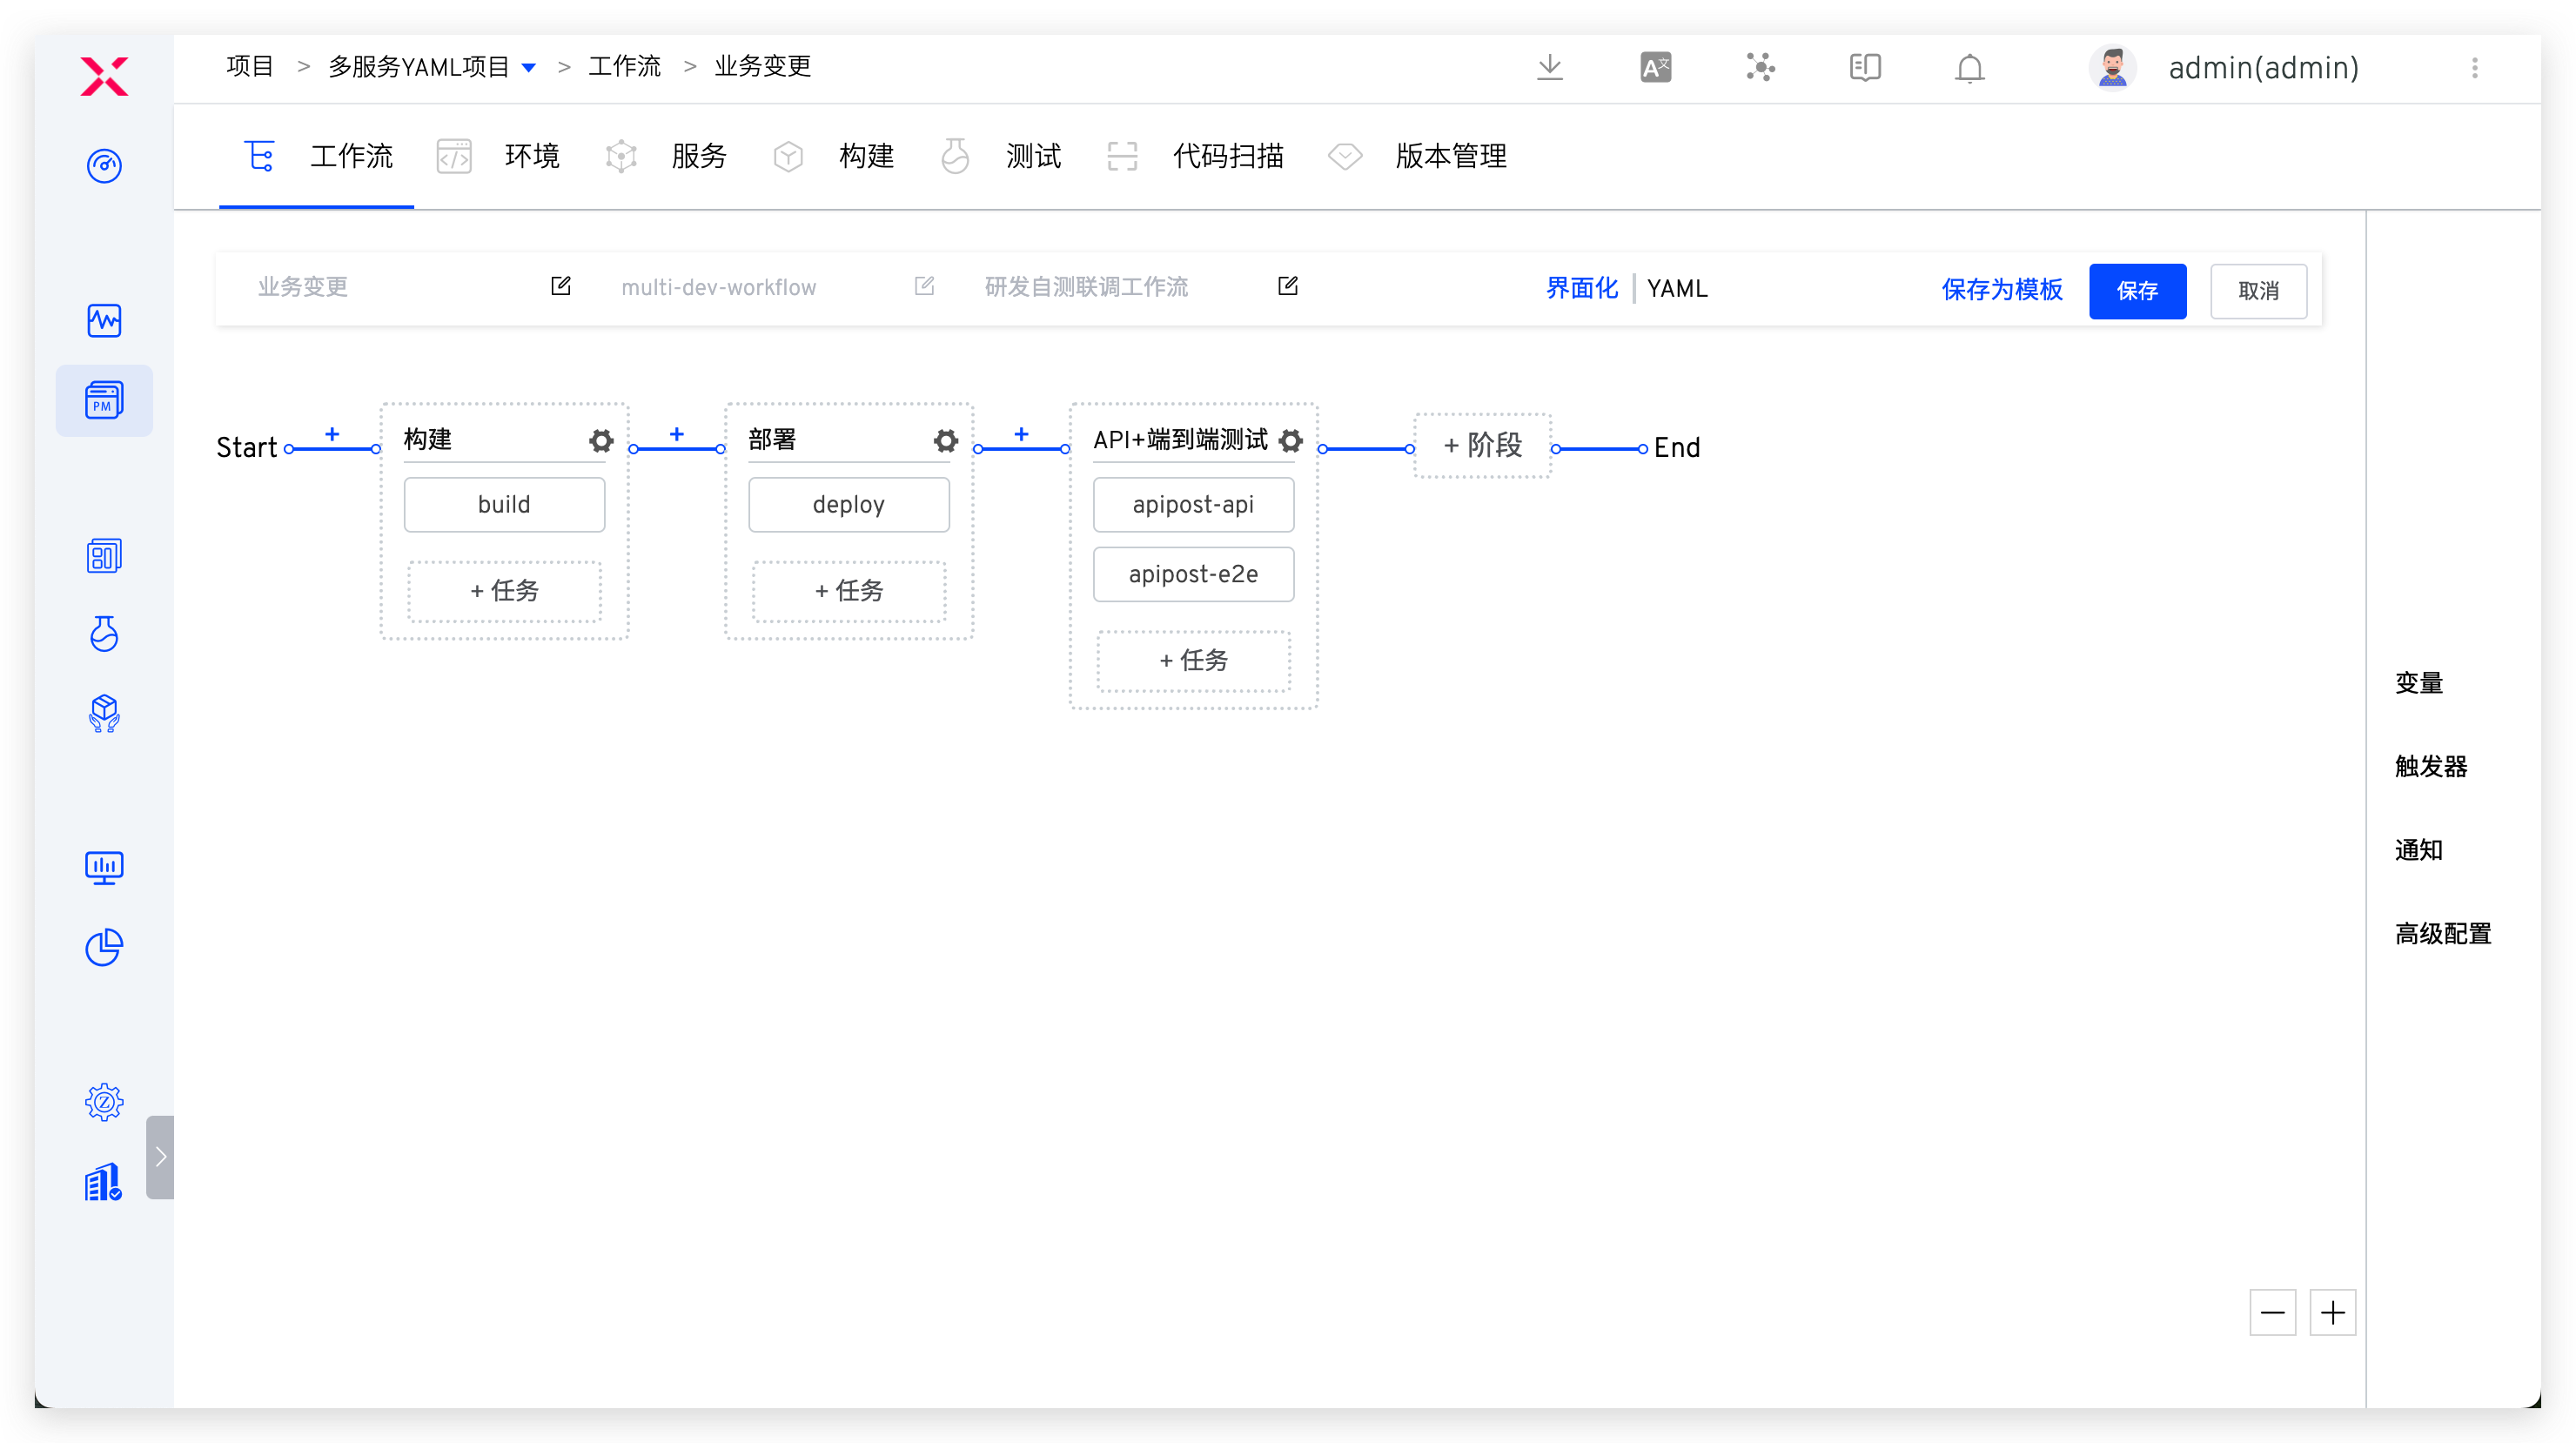 项目 > 多服务YAML项目 > 工作流 > 业务变更
A文
admin(admin)
工作流 环境 服务 构建 测试 代码扫描 版本管理
业务变更 multi-dev-workflow 研发自测联调工作流 界面化 | YAML 保存为模板 保存 取消
PM
Start + 构建 + 部署 + API+端到端测试 + 阶段 End
build deploy apipost-api
apipost-e2e
+ 任务 + 任务
+ 任务
变量
触发器
通知
高级配置
Z